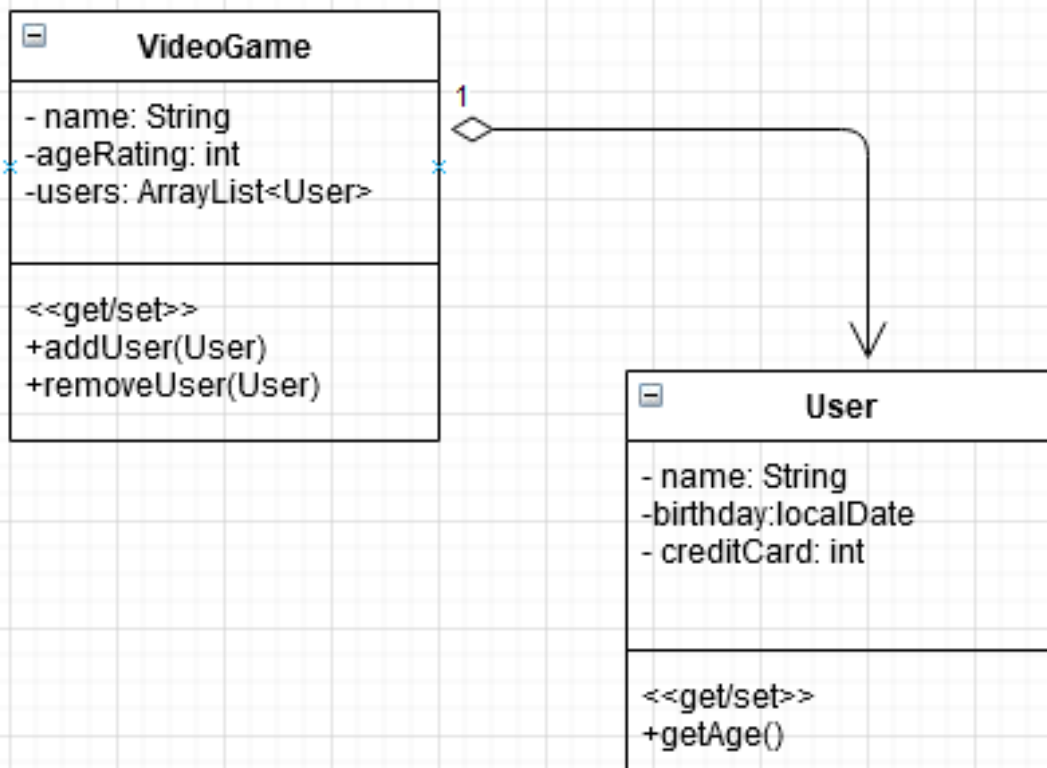 VideoGame
- name: String
-ageRating: int
-users: ArrayList<User>
<<get/set>>
+addUser(User)
+removeUser(User)
1
User
- name: String
-birthday:localDate
- creditCard: int
<<get/set>>
+getAge()